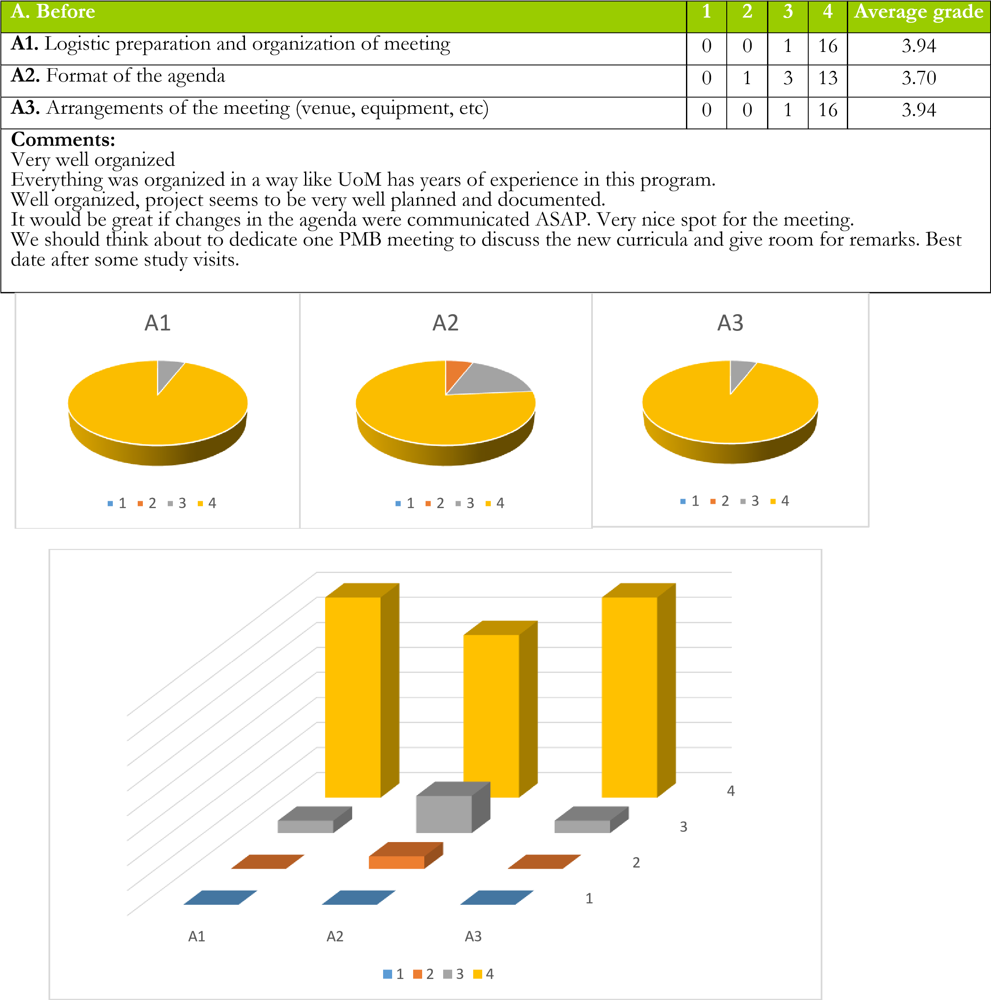 A. Before 1 2 3 4 Average grade
A1. Logistic preparation and organization of meeting 0 0 1 16 3.94
A2. Format of the agenda 0 1 3 13 3.70
A3. Arrangements of the meeting (venue, equipment, etc) 0 0 1 16 3.94
Comments:
Very well organized
Everything was organized in a way like UoM has years of experience in this program.
Well organized, project seems to be very well planned and documented.
It would be great if changes in the agenda were communicated ASAP. Very nice spot for the meeting.
We should think about to dedicate one PMB meeting to discuss the new curricula and give room for remarks. Best
date after some study visits.
A1
1 2 3 4
A2
1 2 3 4
A3
1 2 3 4
4
3
2
1
A1 A2 A3
1 2 3 4